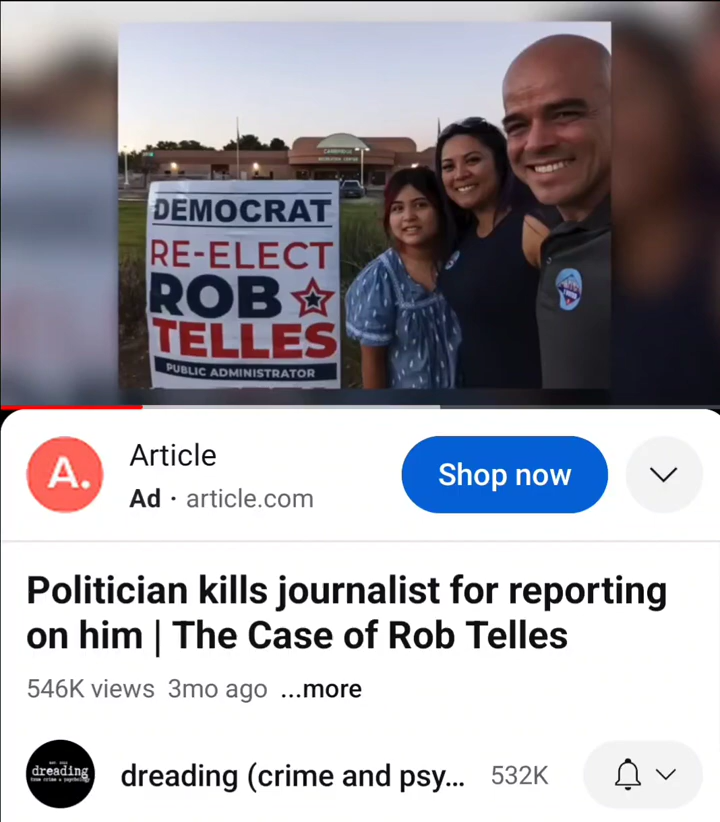 DEMOCRAT
RE-ELECT
ROB
TELLES
PUBLIC ADMINISTRATOR
A.
Article
Ad · article.com
Shop now
Politician kills journalist for reporting
on him | The Case of Rob Telles
546K views 3mo ago ...more
dreading
dreading (crime and psy... 532K